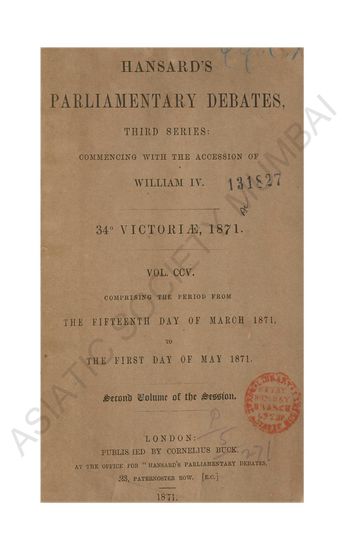 HANSARD'S
PARLIAMENTARY DEBATES,
THIRD SERIES:
COMMENCING WITH THE ACCESSION OF
WILLIAM IV.
131827
34° VICTORIÆ, 1871.
VOL. CCV.
COMPRISING THE PERIOD FROM
THE FIFTEENTH DAY OF MARCH 1871,
TO
THE FIRST DAY OF MAY 1871.
Second Volume of the Session.
LONDON:
PUBLIS IED BY CORNELIUS BUCK,
AT THE OFFICE FOR "HANSARD'S PARLIAMENTARY DEBATES,"
23, PATERNOSTER ROW. [E.C.]
1871.
ASIATIC SOCIETY MUMBAI